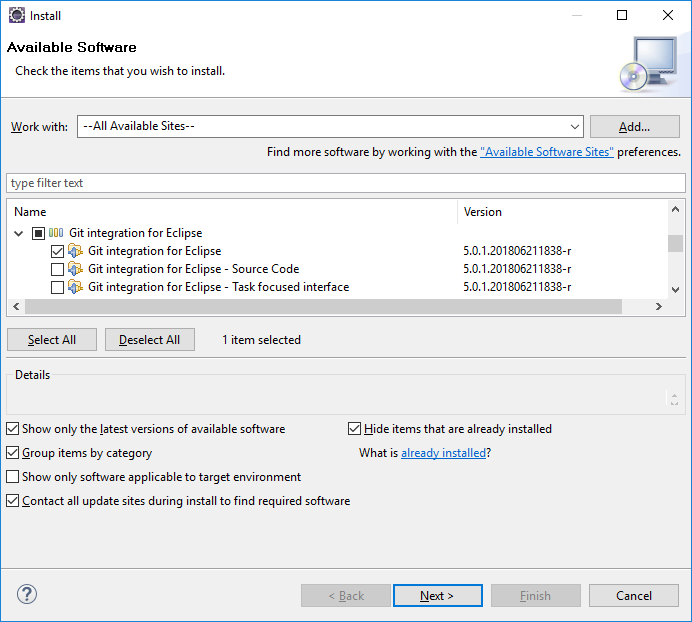 Install
Available Software
Check the items that you wish to install.
Work with: --All Available Sites-- Add...
Find more software by working with the "Available Software Sites" preferences.
type filter text
Name Version
Git integration for Eclipse
Git integration for Eclipse 5.0.1.201806211838-r
Git integration for Eclipse - Source Code 5.0.1.201806211838-r
Git integration for Eclipse - Task focused interface 5.0.1.201806211838-r
Select All Deselect All 1 item selected
Details
Show only the latest versions of available software Hide items that are already installed
Group items by category What is already installed?
Show only software applicable to target environment
Contact all update sites during install to find required software
? < Back Next > Finish Cancel